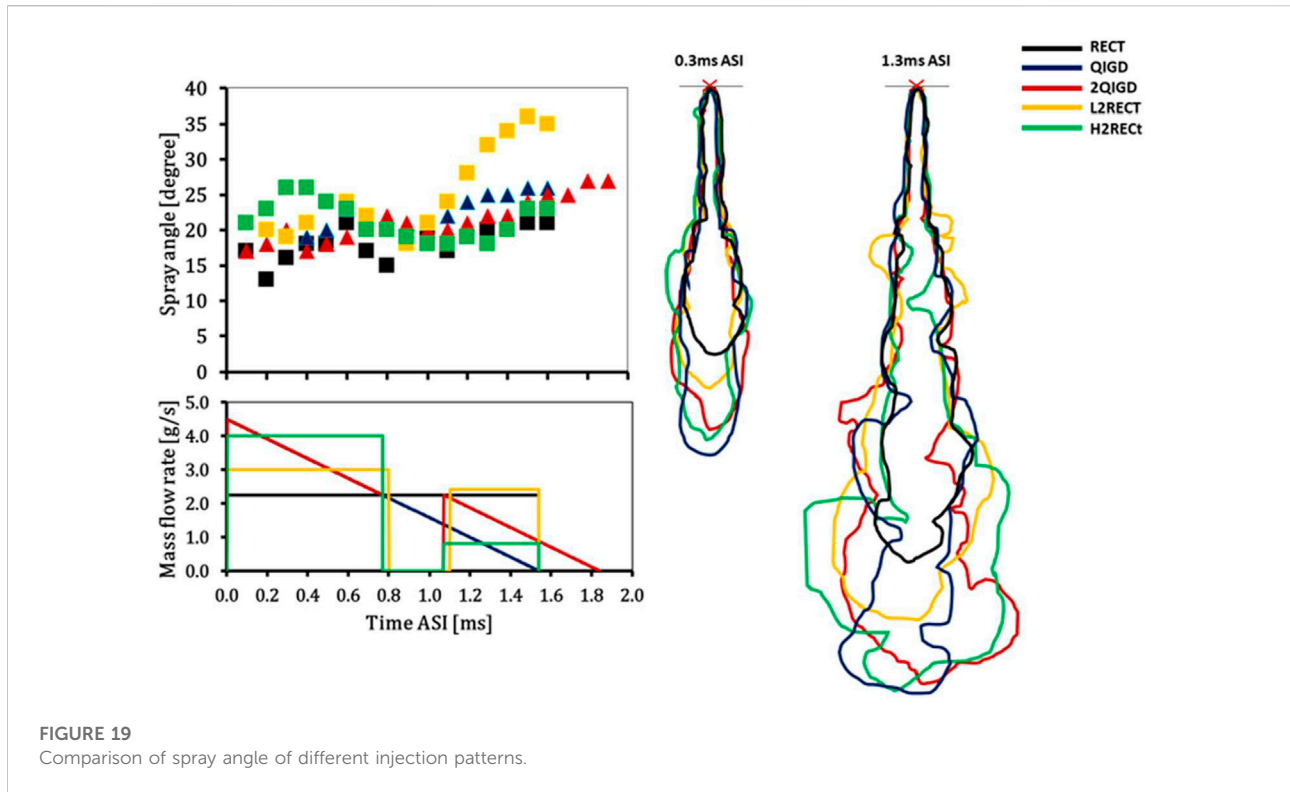 0.3ms ASI
1.3ms ASI
RECT
QIGD
2QIGD
L2RECT
H2RECt
Spray angle [degree]
40
35
30
25
20
15
10
5
0
Mass flow rate [g/s]
5.0
4.0
3.0
2.0
1.0
0.0
0.0 0.2 0.4 0.6 0.8 1.0 1.2 1.4 1.6 1.8 2.0
Time ASI [ms]
FIGURE 19
Comparison of spray angle of different injection patterns.